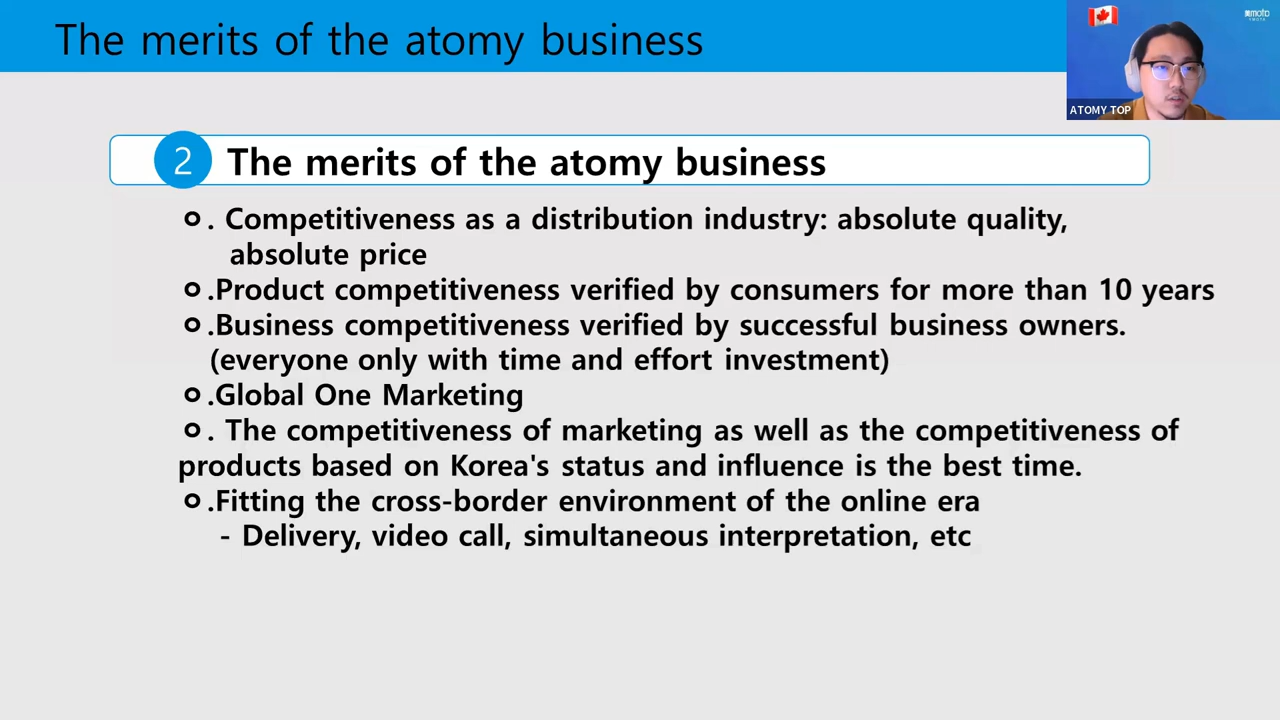 The merits of the atomy business
ATOMY TOP
2 The merits of the atomy business
. Competitiveness as a distribution industry: absolute quality,
absolute price
.Product competitiveness verified by consumers for more than 10 years
.Business competitiveness verified by successful business owners.
(everyone only with time and effort investment)
.Global One Marketing
. The competitiveness of marketing as well as the competitiveness of
products based on Korea's status and influence is the best time.
.Fitting the cross-border environment of the online era
- Delivery, video call, simultaneous interpretation, etc